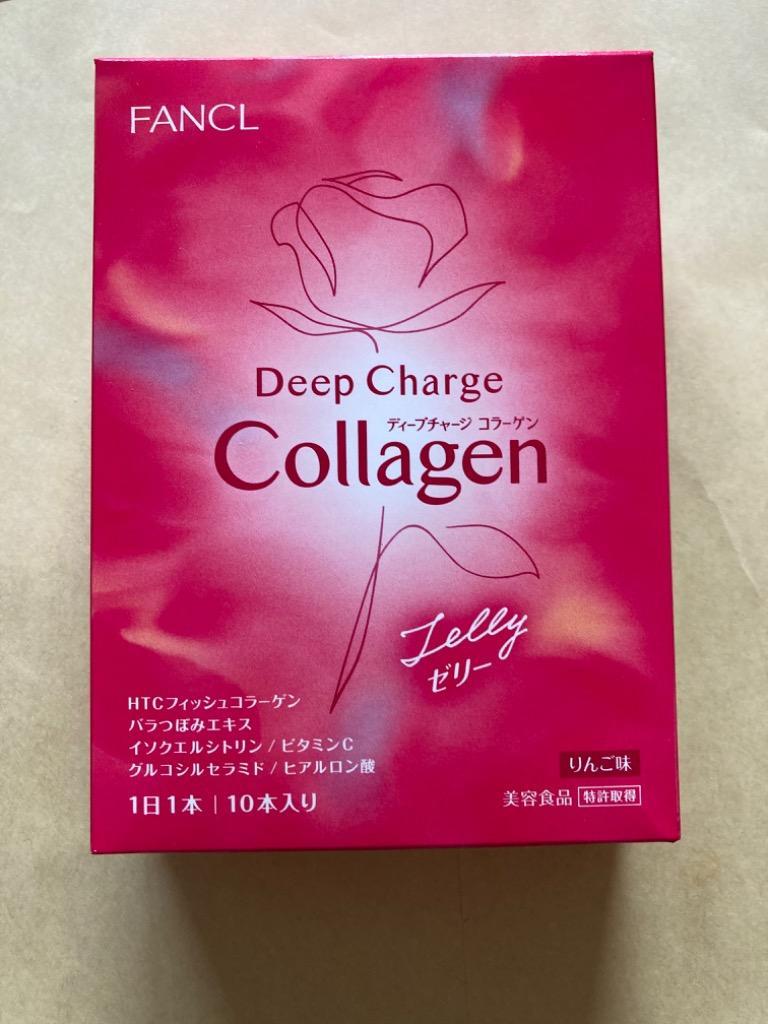 FANCL
Deep Charge
ディープチャージ コラーゲン
Collagen
Jelly
ゼリー
HTCフィッシュコラーゲン
バラつぼみエキス
イソクエルシトリン / ビタミンC
グルコシルセラミド / ヒアルロン酸
1日1本 | 10本入り
りんご味
美容食品 特許取得